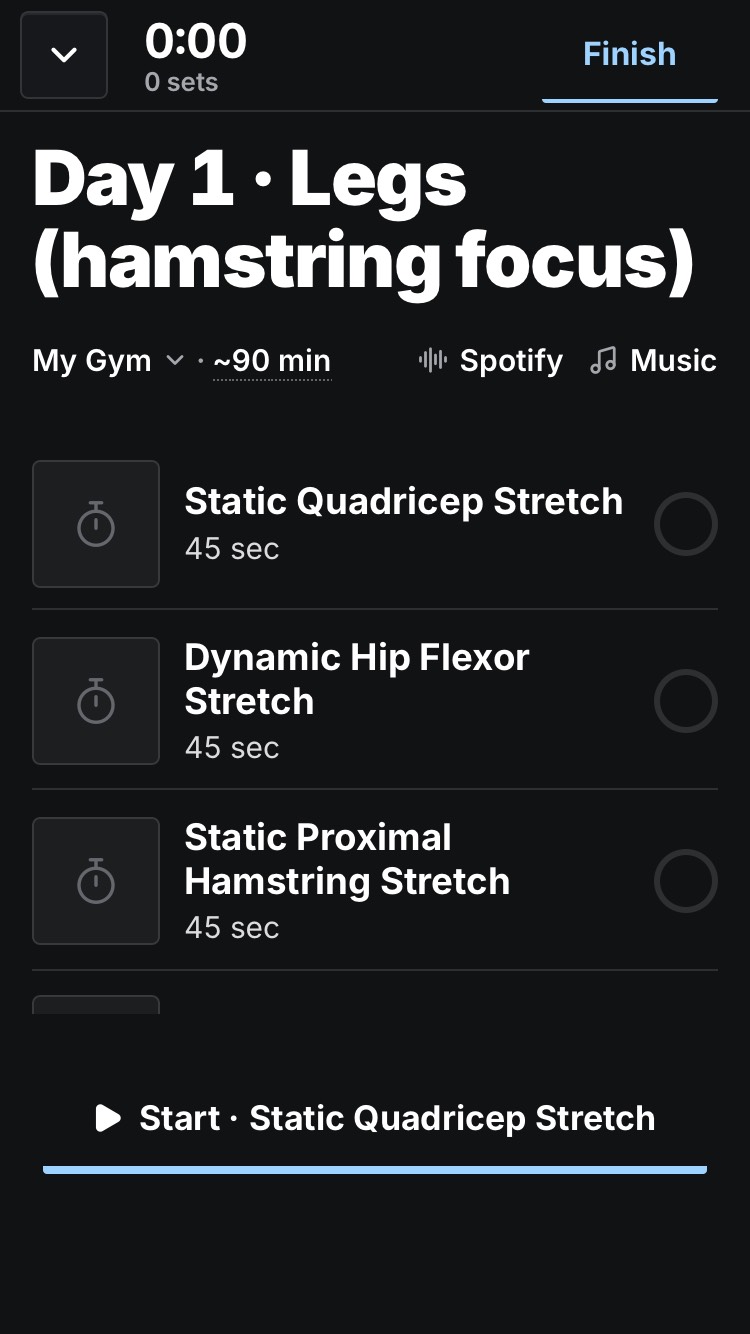 0:00
0 sets
Finish
Day 1 · Legs
(hamstring focus)
My Gym · ~90 min
Spotify
Music
Static Quadricep Stretch
45 sec
Dynamic Hip Flexor
Stretch
45 sec
Static Proximal
Hamstring Stretch
45 sec
Start · Static Quadricep Stretch